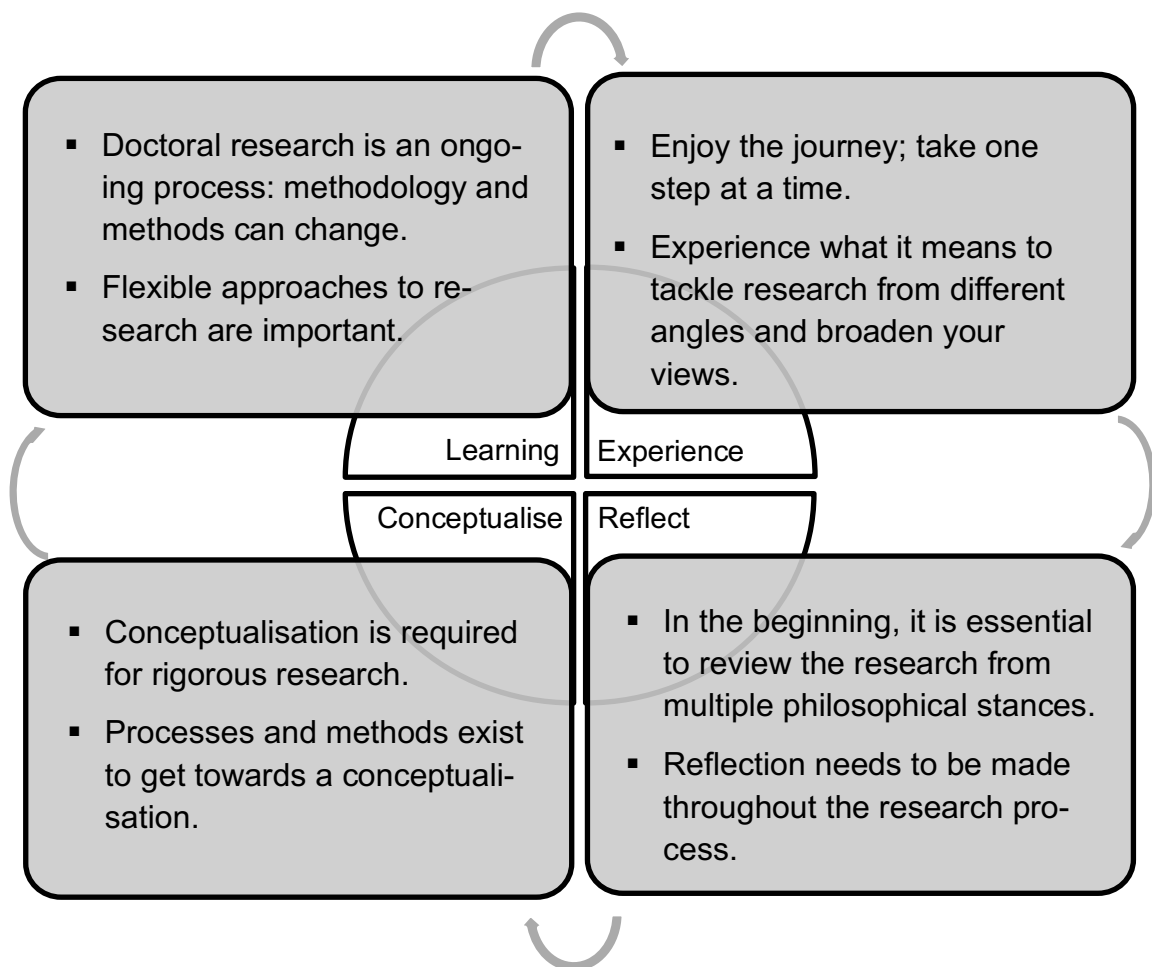 ▪ Doctoral research is an ongo-
ing process: methodology and
methods can change.
▪ Flexible approaches to re-
search are important.
▪ Enjoy the journey; take one
step at a time.
▪ Experience what it means to
tackle research from different
angles and broaden your
views.
Learning
Experience
Conceptualise
Reflect
▪ Conceptualisation is required
for rigorous research.
▪ Processes and methods exist
to get towards a conceptuali-
sation.
▪ In the beginning, it is essential
to review the research from
multiple philosophical stances.
▪ Reflection needs to be made
throughout the research pro-
cess.